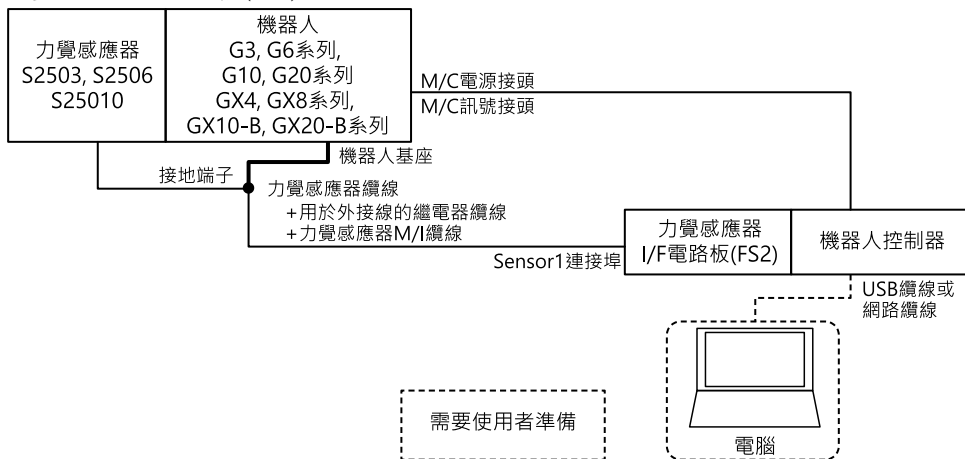 力覺感應器
S2503, S2506
S25010
機器人
G3, G6系列,
G10, G20系列
GX4, GX8系列,
GX10-B, GX20-B系列
M/C電源接頭
M/C訊號接頭
機器人基座
接地端子
力覺感應器纜線
+用於外接線的繼電器纜線
+力覺感應器M/I纜線
Sensor1連接埠
力覺感應器
I/F電路板(FS2)
機器人控制器
USB纜線或
網路纜線
需要使用者準備
電腦